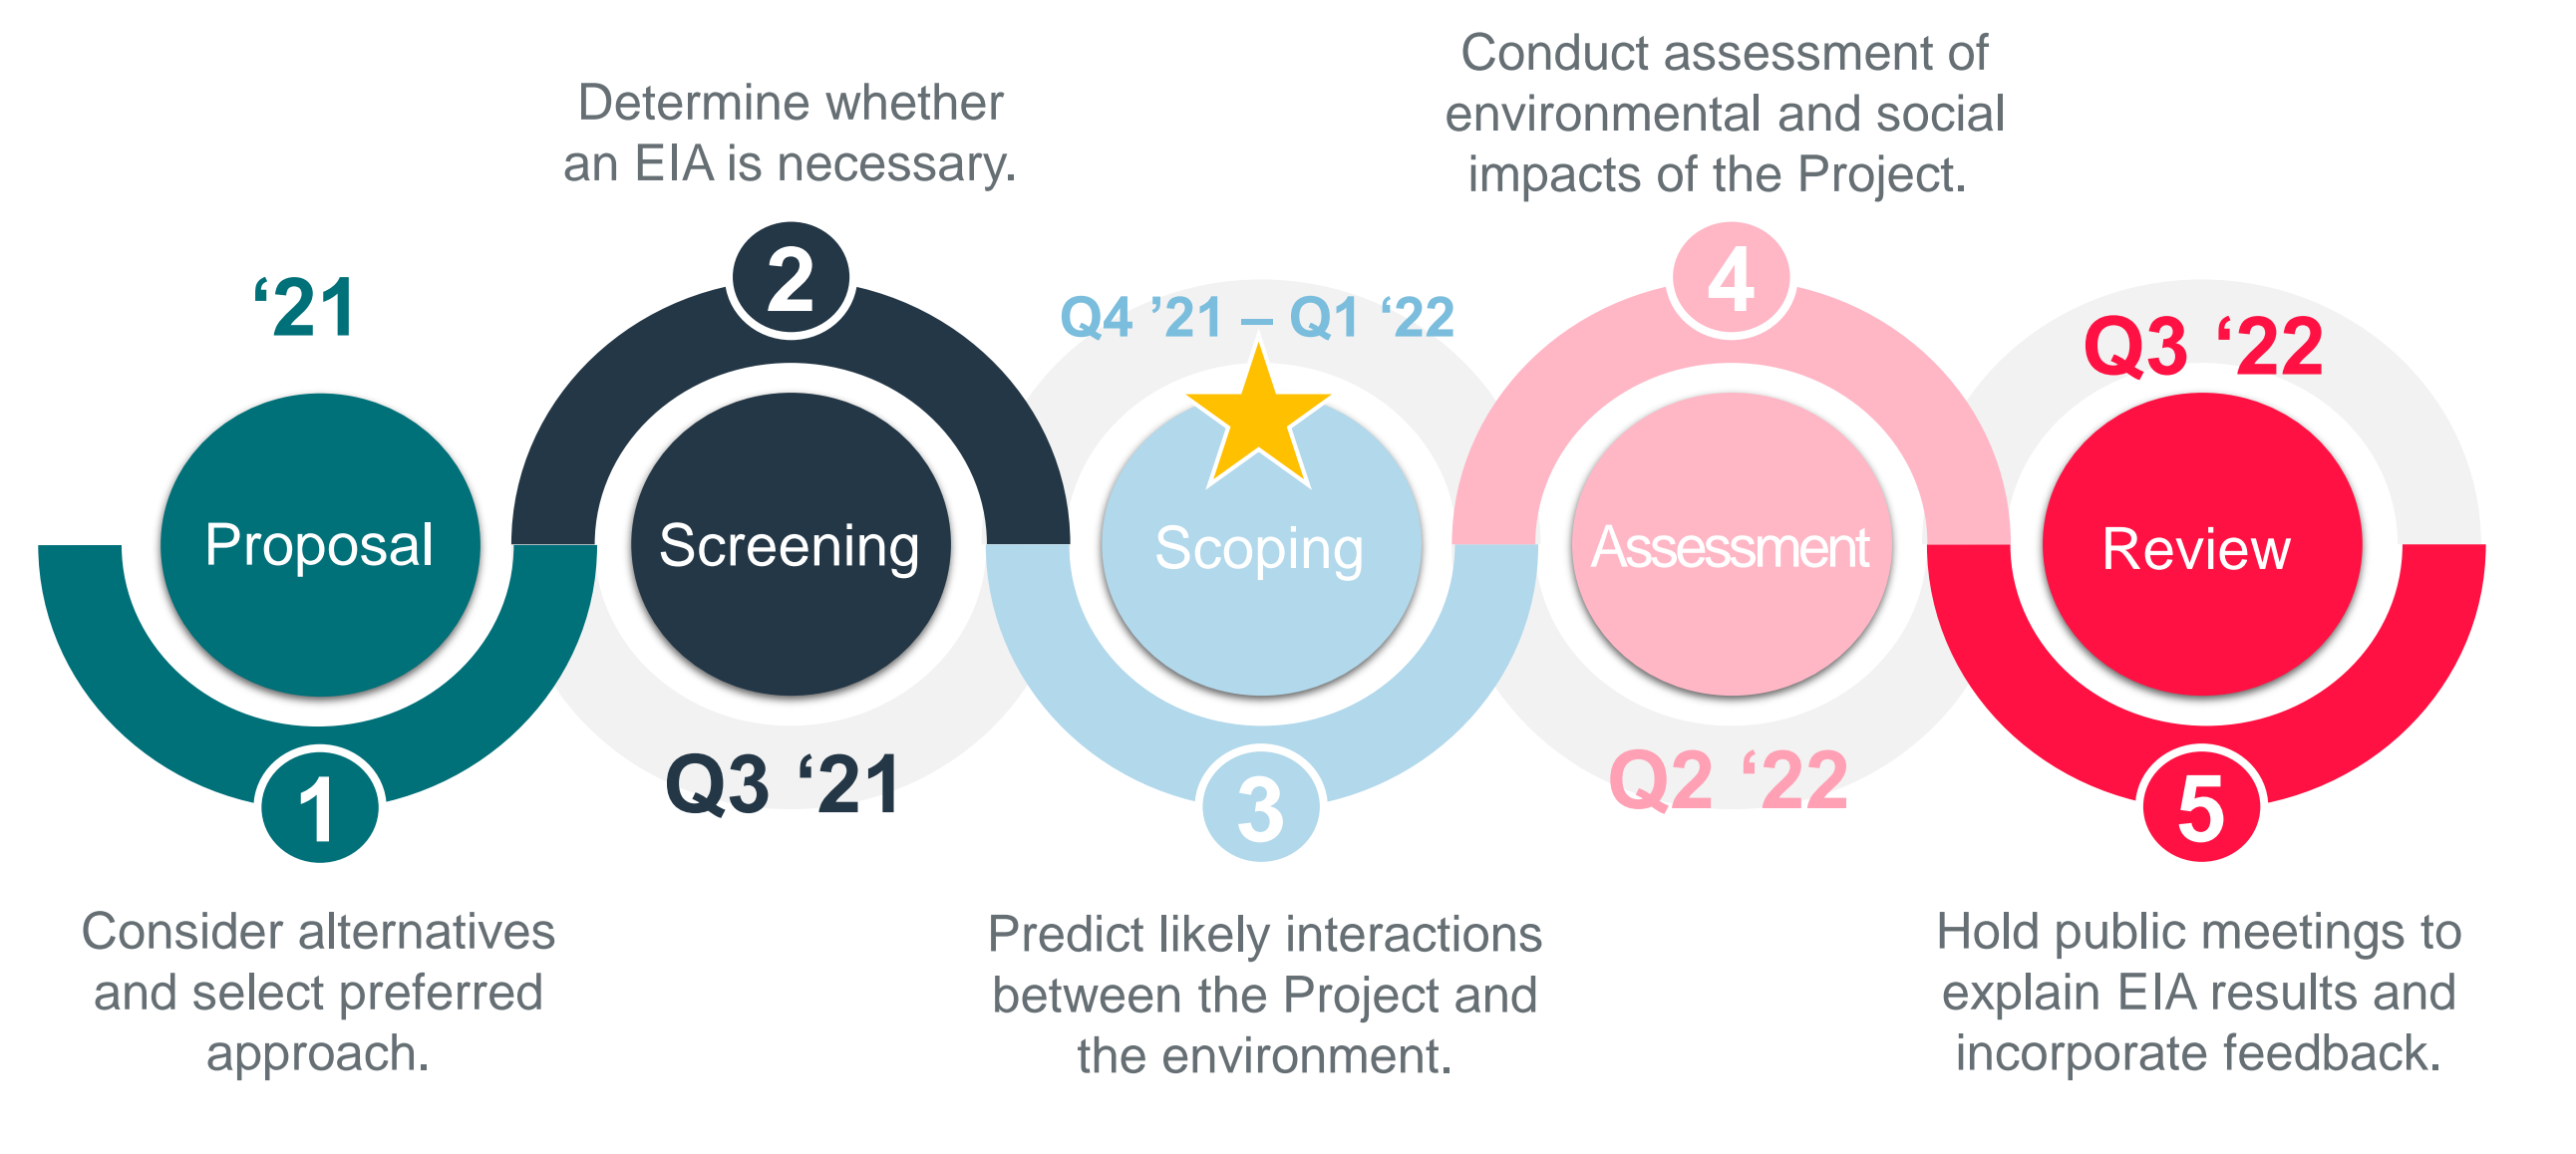 ‘21
Proposal
1
Consider alternatives
and select preferred
approach.
Determine whether
an EIA is necessary.
2
Screening
Q3 ‘21
Q4 ’21 – Q1 ‘22
Scoping
3
Predict likely interactions
between the Project and
the environment.
Conduct assessment of
environmental and social
impacts of the Project.
4
Assessment
Q2 ‘22
Q3 ‘22
Review
5
Hold public meetings to
explain EIA results and
incorporate feedback.